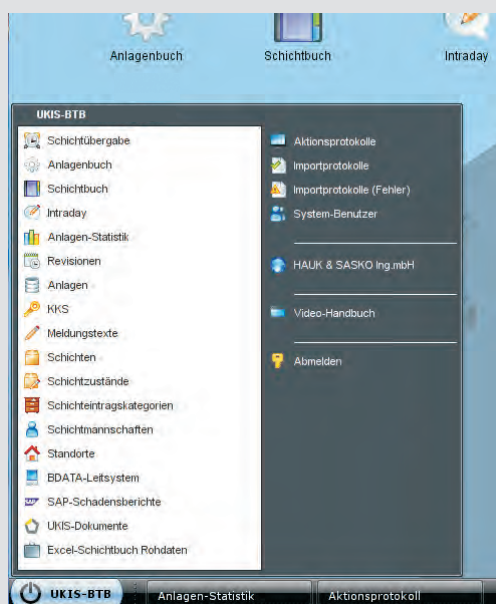 Anlagenbuch
Schichtbuch
Intraday
UKIS-BTB
Schichtübergabe
Anlagenbuch
Schichtbuch
Intraday
Anlagen-Statistik
Revisionen
Anlagen
KKS
Meldungstexte
Schichten
Schichtzustände
Schichteintragskategorien
Schichtmannschaften
Standorte
BDATA-Leitsystem
SAP-Schadensberichte
UKIS-Dokumente
Excel-Schichtbuch Rohdaten
Aktionsprotokolle
Importprotokolle
Importprotokolle (Fehler)
System-Benutzer
HAUK & SASKO Ing.mbH
Video-Handbuch
Abmelden
UKIS-BTB
Anlagen-Statistik
Aktionsprotokoll